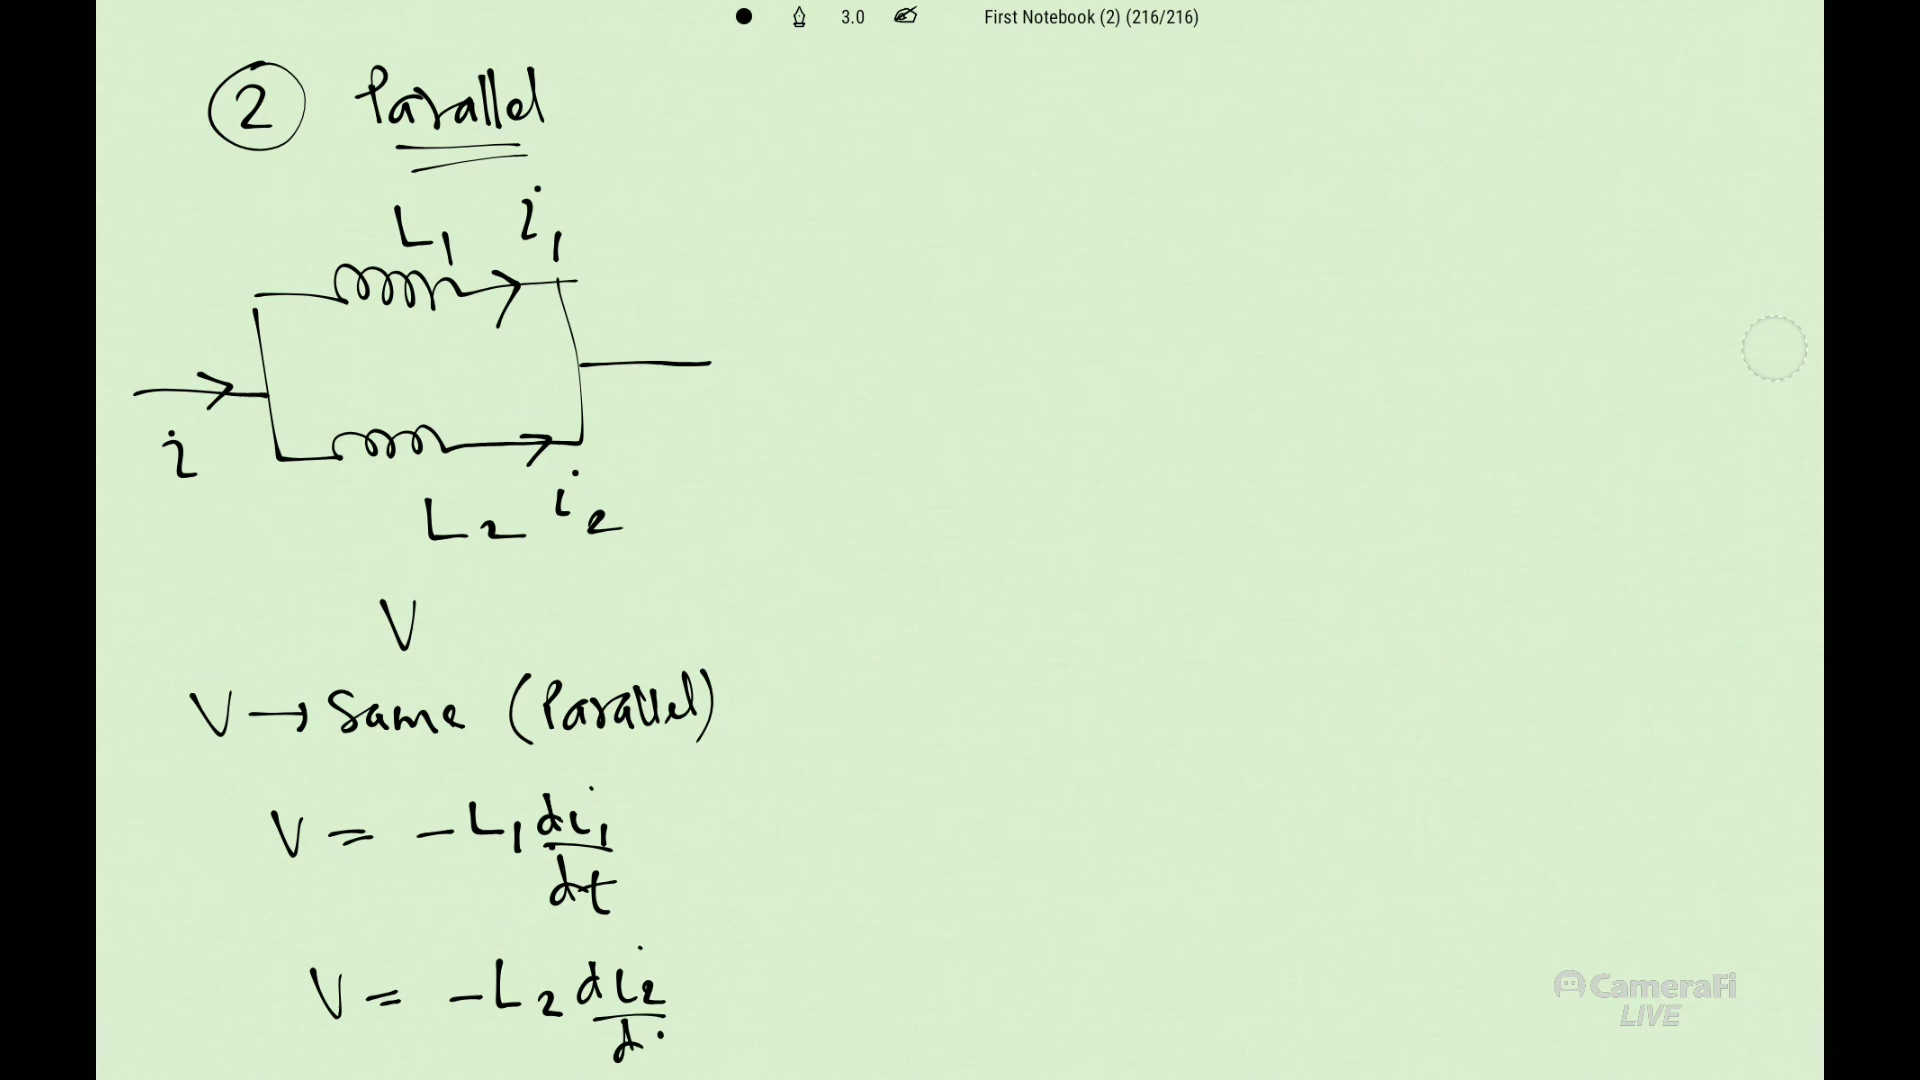 3.0 First Notebook (2) (216/216)
2 Parallel
L1 i1
i
L2 i2
V
V → Same (Parallel)
V = -L1 di1/dt
V = -L2 di2/d
CameraFi
LIVE